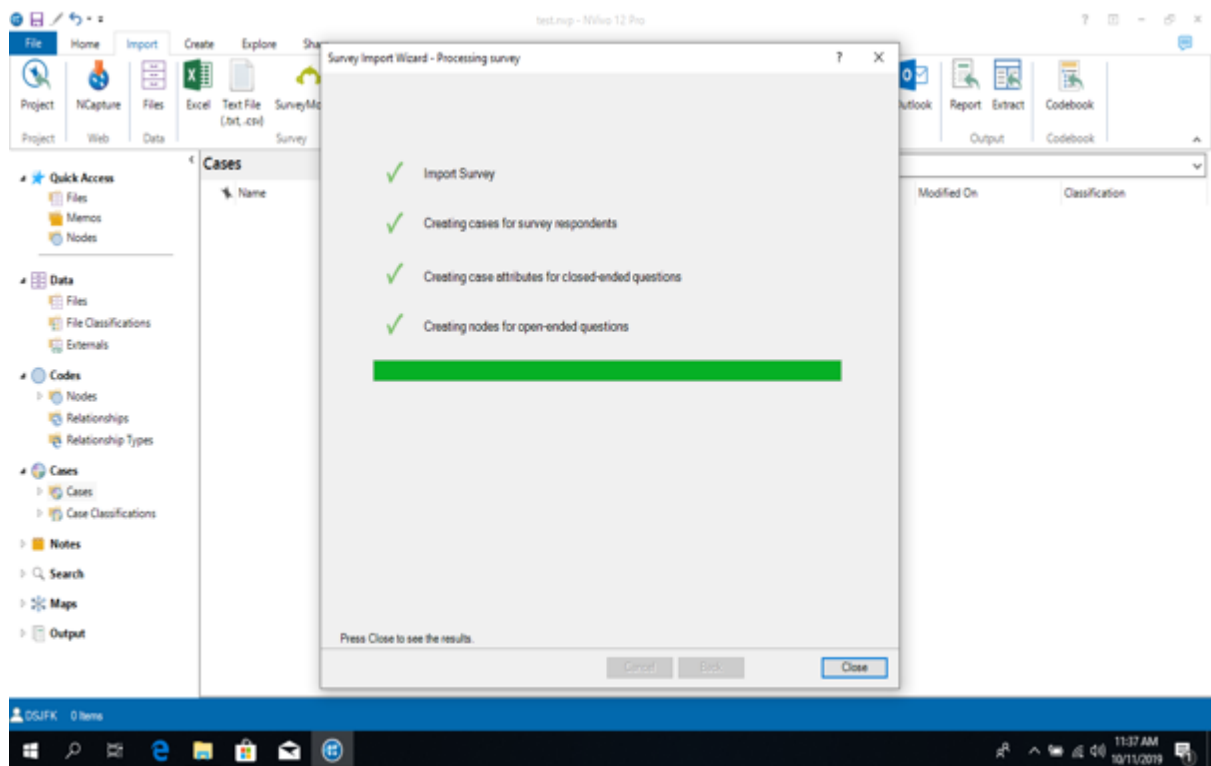 test.nvp - NVivo 12 Pro
File Home Import Create Explore
Project NCapture Files Excel Text File (.txt, .csv) Outlook Report Extract Codebook
Project Web Data Survey Output Codebook
Survey Import Wizard - Processing survey
Cases
Name Modified On Classification
Quick Access
Files
Memos
Nodes
Data
Files
File Classifications
Externals
Codes
Nodes
Relationships
Relationship Types
Cases
Cases
Case Classifications
Notes
Search
Maps
Output
Import Survey
Creating cases for survey respondents
Creating case attributes for closed-ended questions
Creating nodes for open-ended questions
Press Close to see the results.
Cancel Back Close
0 Items
11:37 AM
10/11/2019